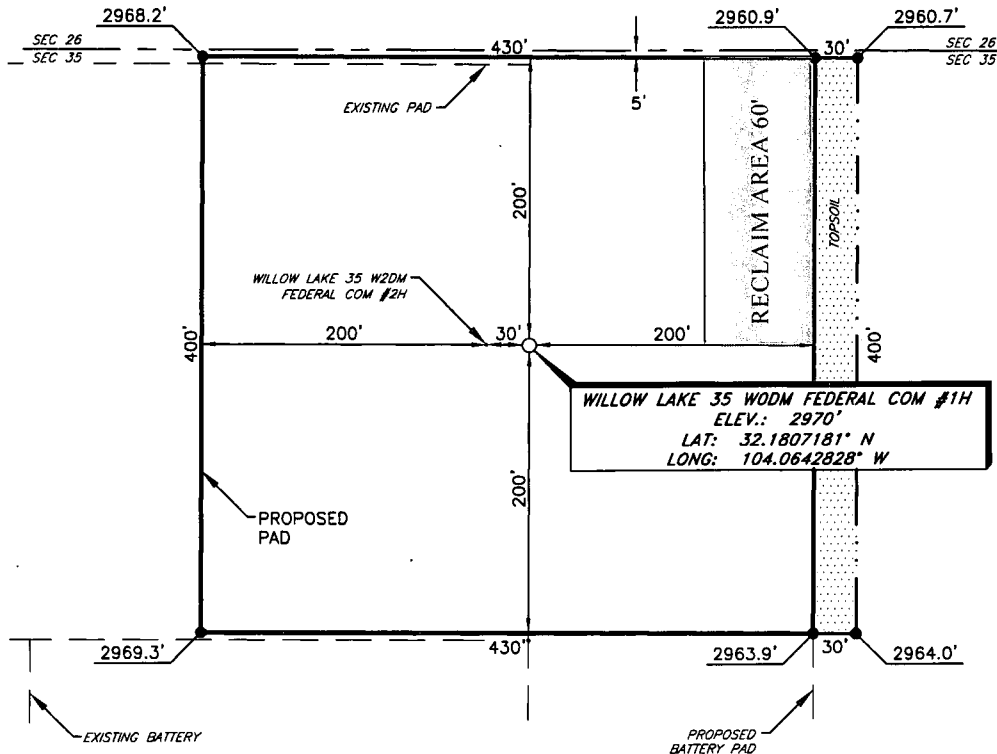 2968.2'
2960.9'
2960.7'
SEC 26
SEC 35
430'
30'
SEC 26
SEC 35
EXISTING PAD
5'
RECLAIM AREA 60'
200'
TOPSOIL
WILLOW LAKE 35 W2DM
FEDERAL COM #2H
400'
200'
30'
200'
400'
WILLOW LAKE 35 WODM FEDERAL COM #1H
ELEV.: 2970'
LAT: 32.1807181° N
LONG: 104.0642828° W
200'
PROPOSED
PAD
2969.3'
430'
2963.9'
30'
2964.0'
EXISTING BATTERY
PROPOSED
BATTERY PAD